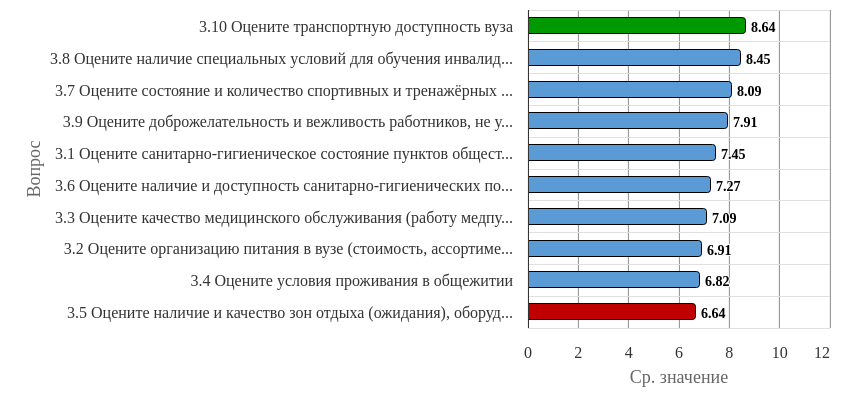 3.10 Оцените транспортную доступность вуза 8.64
3.8 Оцените наличие специальных условий для обучения инвалид... 8.45
3.7 Оцените состояние и количество спортивных и тренажёрных ... 8.09
3.9 Оцените доброжелательность и вежливость работников, не у... 7.91
3.1 Оцените санитарно-гигиеническое состояние пунктов общест... 7.45
3.6 Оцените наличие и доступность санитарно-гигиенических по... 7.27
3.3 Оцените качество медицинского обслуживания (работу медпу... 7.09
3.2 Оцените организацию питания в вузе (стоимость, ассортиме... 6.91
3.4 Оцените условия проживания в общежитии 6.82
3.5 Оцените наличие и качество зон отдыха (ожидания), оборуд... 6.64
Вопрос
0 2 4 6 8 10 12
Ср. значение